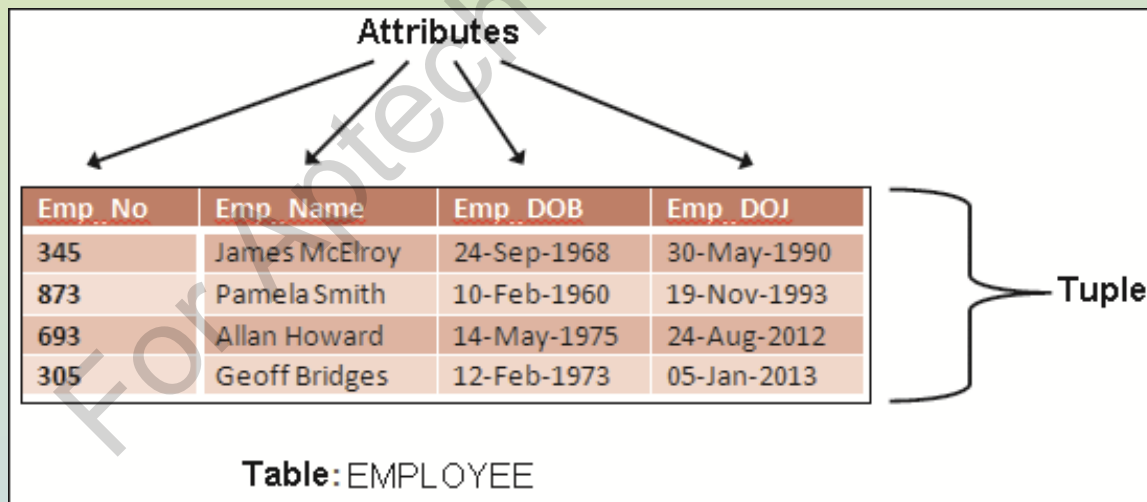 Attributes
For Aptech
Emp_No Emp_Name Emp_DOB Emp_DOJ
345 James McElroy 24-Sep-1968 30-May-1990
873 Pamela Smith 10-Feb-1960 19-Nov-1993
Tuple
693 Allan Howard 14-May-1975 24-Aug-2012
305 Geoff Bridges 12-Feb-1973 05-Jan-2013
Table: EMPLOYEE